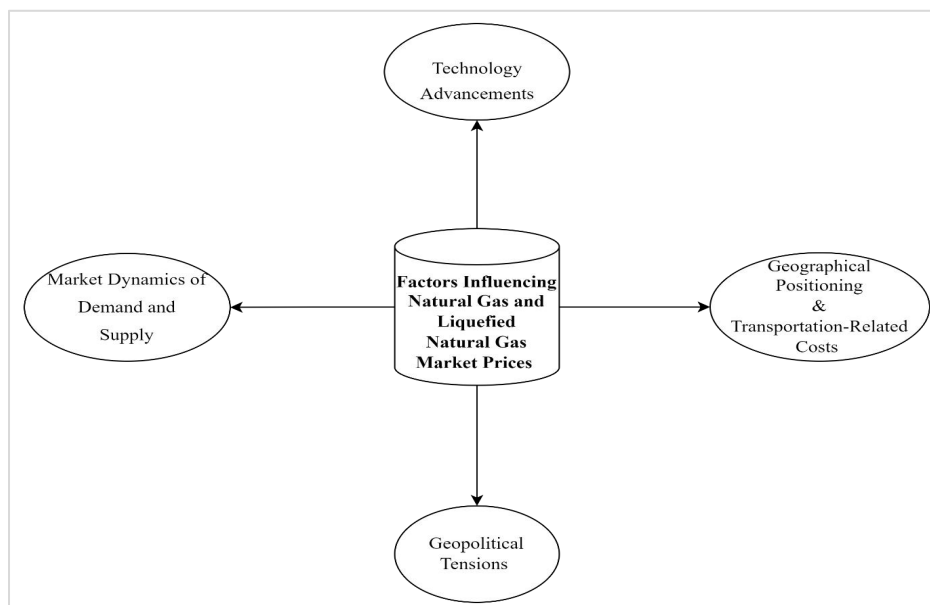 Technology
Advancements
Market Dynamics of
Demand and
Supply
Factors Influencing
Natural Gas and
Liquefied
Natural Gas
Market Prices
Geographical
Positioning
&
Transportation-Related
Costs
Geopolitical
Tensions